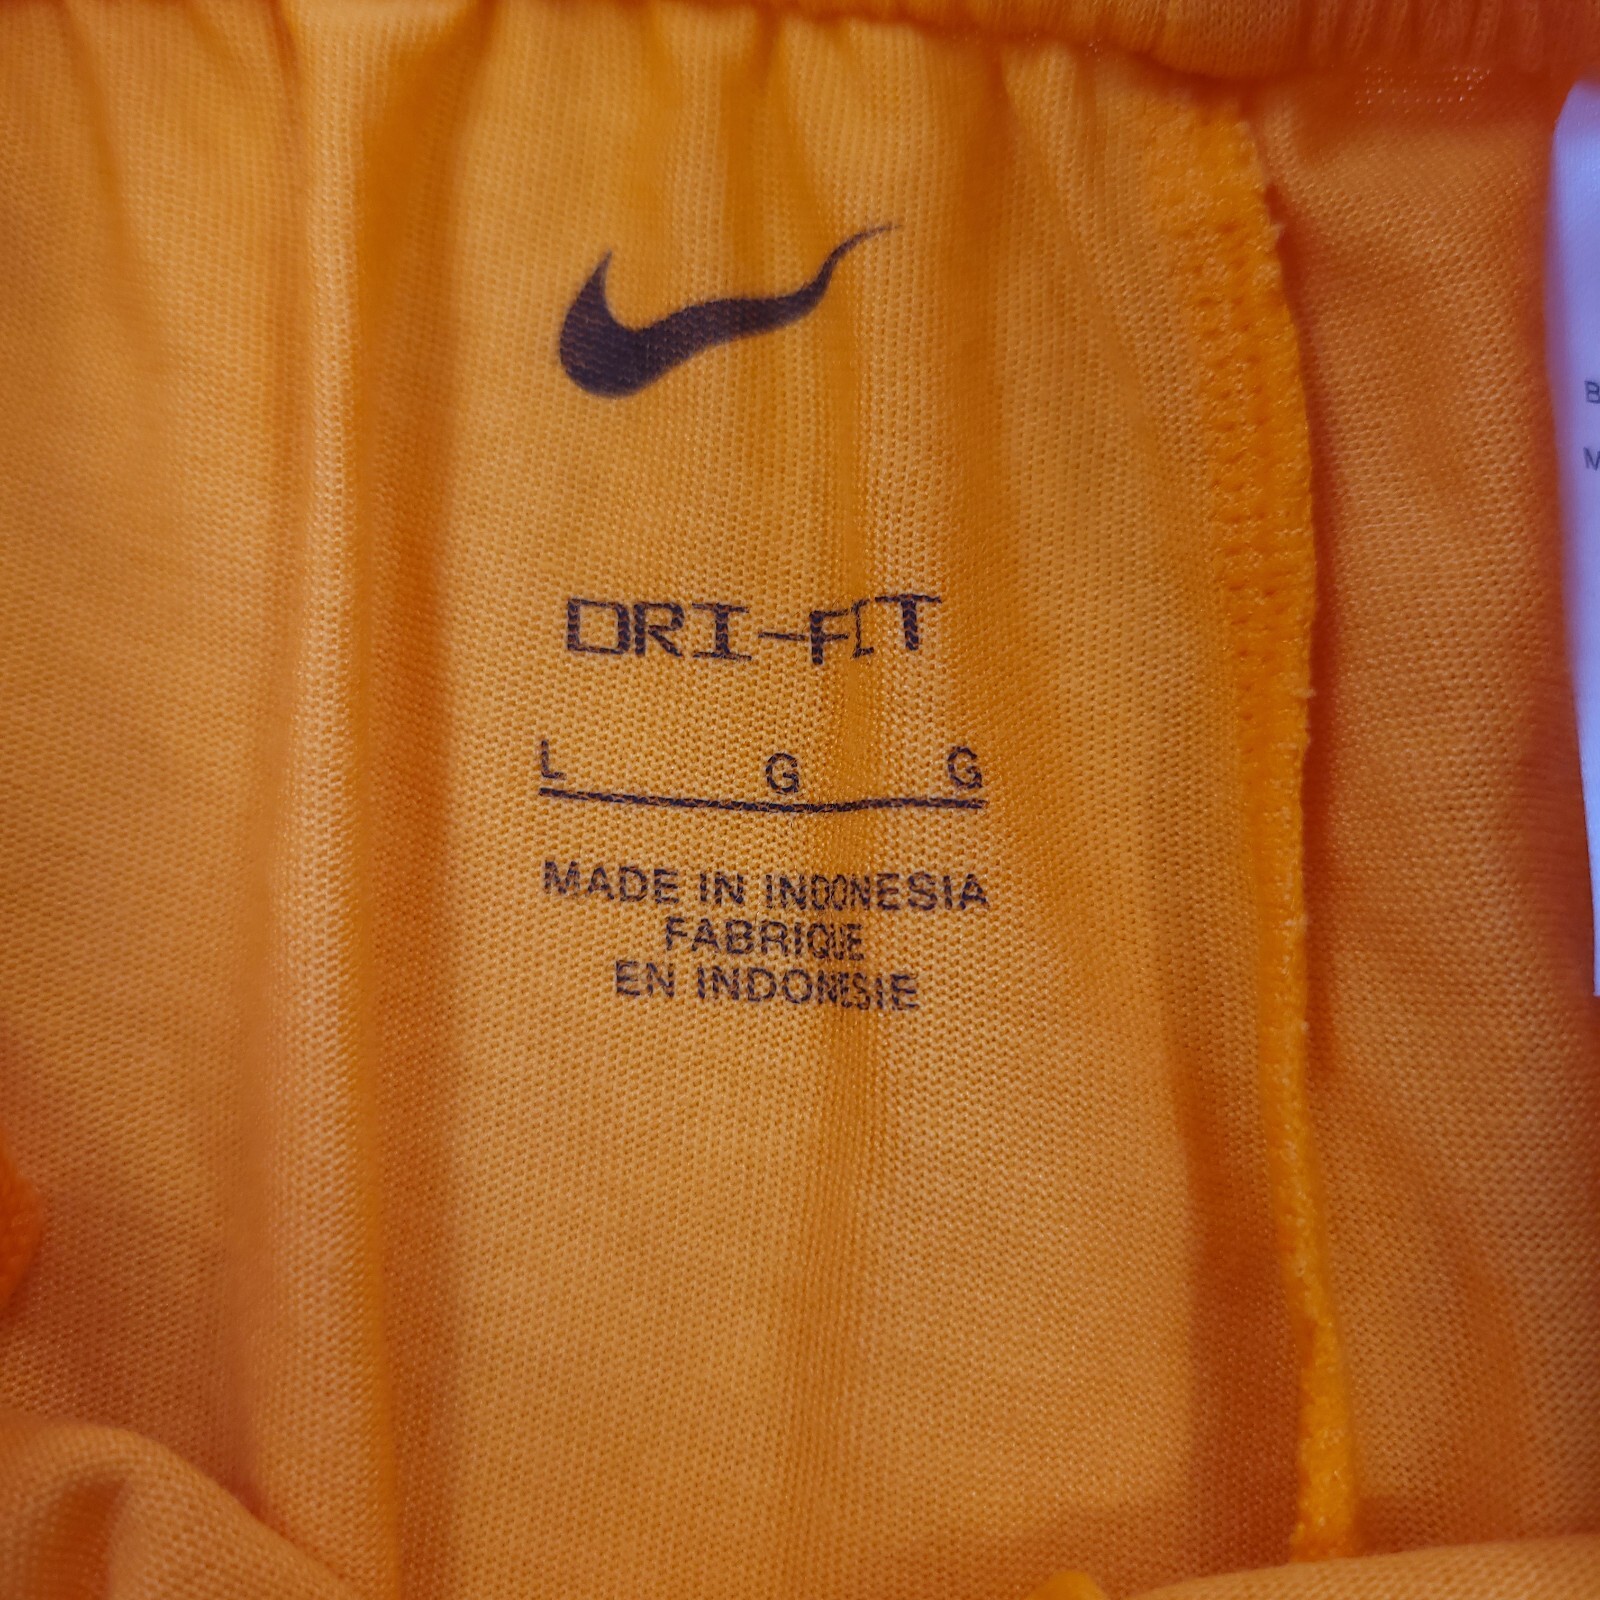 DRI-FIT
L G G
MADE IN INDONESIA
FABRIQUE
EN INDONESIE
B
M